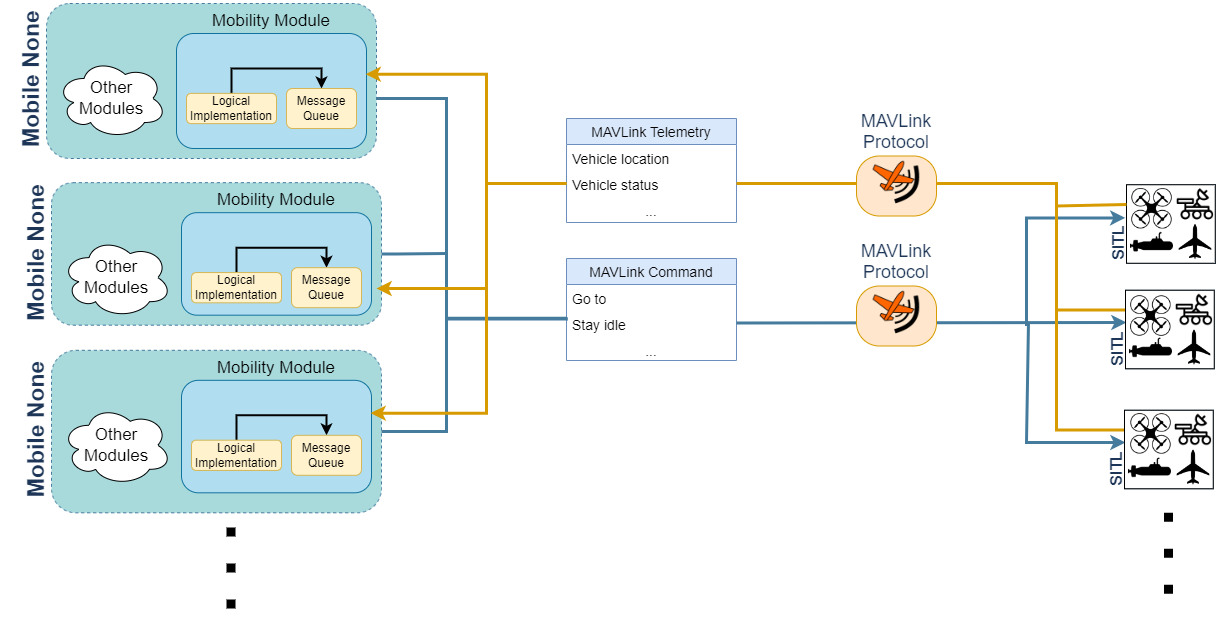 Mobile None
Mobility Module
Other
Modules
Logical
Implementation
Message
Queue
Mobile None
Mobility Module
Other
Modules
Logical
Implementation
Message
Queue
Mobile None
Mobility Module
Other
Modules
Logical
Implementation
Message
Queue
MAVLink Telemetry
Vehicle location
Vehicle status
...
MAVLink Command
Go to
Stay idle
...
MAVLink
Protocol
MAVLink
Protocol
SITL
SITL
SITL